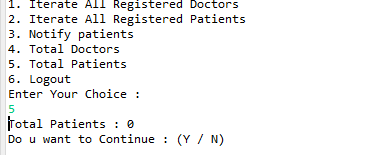 1. Iterate All Registered Doctors
2. Iterate All Registered Patients
3. Notify patients
4. Total Doctors
5. Total Patients
6. Logout
Enter Your Choice :
5
Total Patients : 0
Do u want to Continue : (Y / N)